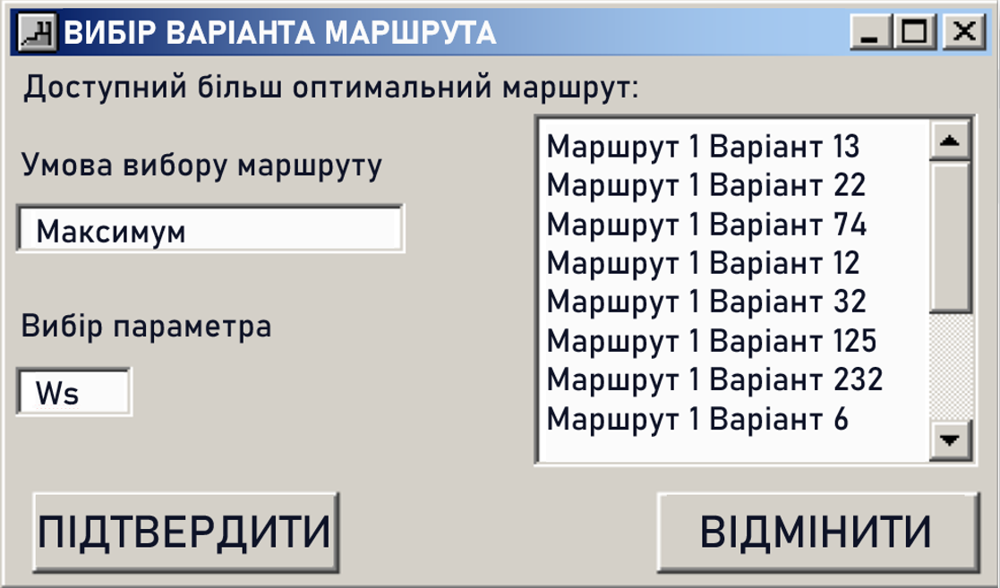 ВИБІР ВАРІАНТА МАРШРУТА
Доступний більш оптимальний маршрут:
Умова вибору маршруту
Максимум
Вибір параметра
Ws
Маршрут 1 Варіант 13
Маршрут 1 Варіант 22
Маршрут 1 Варіант 74
Маршрут 1 Варіант 12
Маршрут 1 Варіант 32
Маршрут 1 Варіант 125
Маршрут 1 Варіант 232
Маршрут 1 Варіант 6
ПІДТВЕРДИТИ
ВІДМІНИТИ